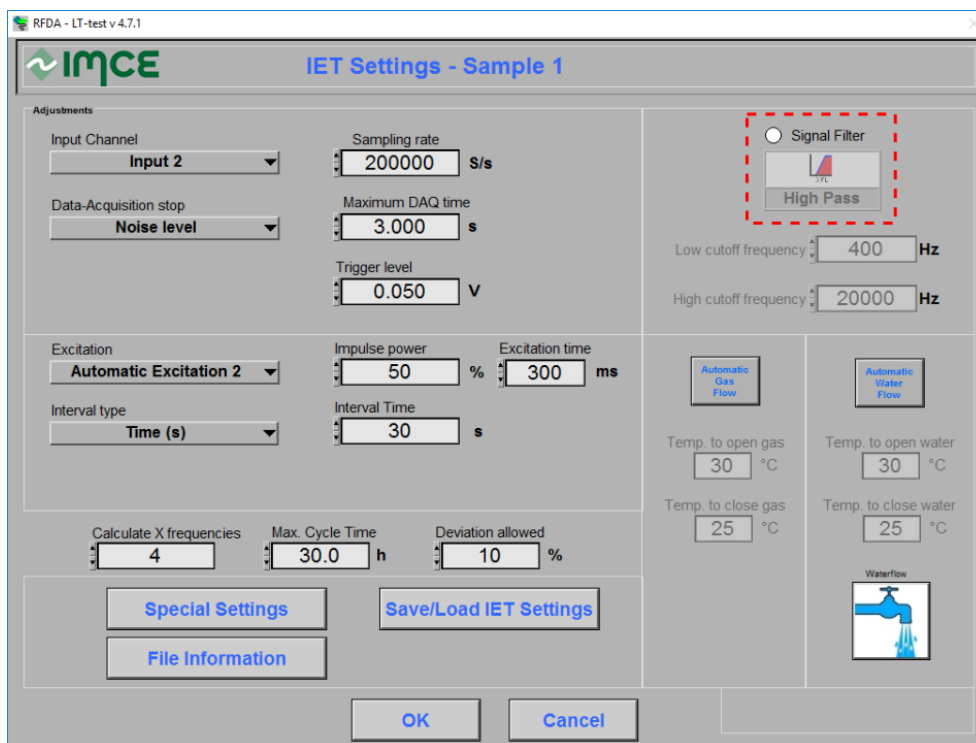 RFDA - LT-test v 4.7.1
IMCE
IET Settings - Sample 1
Adjustments
Input Channel
Input 2
Sampling rate
200000 S/s
Data-Acquisition stop
Noise level
Maximum DAQ time
3.000 s
Trigger level
0.050 V
Signal Filter
>FL
High Pass
Low cutoff frequency 400 Hz
High cutoff frequency 20000 Hz
Excitation
Automatic Excitation 2
Impulse power
50 %
Excitation time
300 ms
Interval type
Time (s)
Interval Time
30 s
Automatic
Gas
Flow
Temp. to open gas
30 °C
Temp. to close gas
25 °C
Automatic
Water
Flow
Temp. to open water
30 °C
Temp. to close water
25 °C
Waterflow
Calculate X frequencies
4
Max. Cycle Time
30.0 h
Deviation allowed
10 %
Special Settings
Save/Load IET Settings
File Information
OK
Cancel